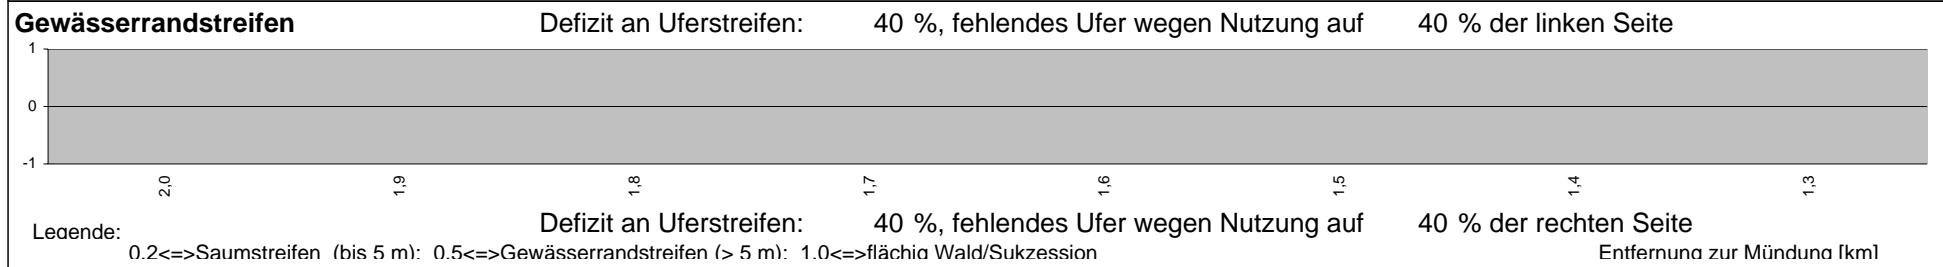 Gewässerrandstreifen Defizit an Uferstreifen: 40 %, fehlendes Ufer wegen Nutzung auf 40 % der linken Seite
1
0
-1
2,0 1,9 1,8 1,7 1,6 1,5 1,4 1,3
Defizit an Uferstreifen: 40 %, fehlendes Ufer wegen Nutzung auf 40 % der rechten Seite
Legende:
0,2<=>Saumstreifen (bis 5 m); 0,5<=>Gewässerrandstreifen (> 5 m); 1,0<=>flächig Wald/Sukzession Entfernung zur Mündung [km]